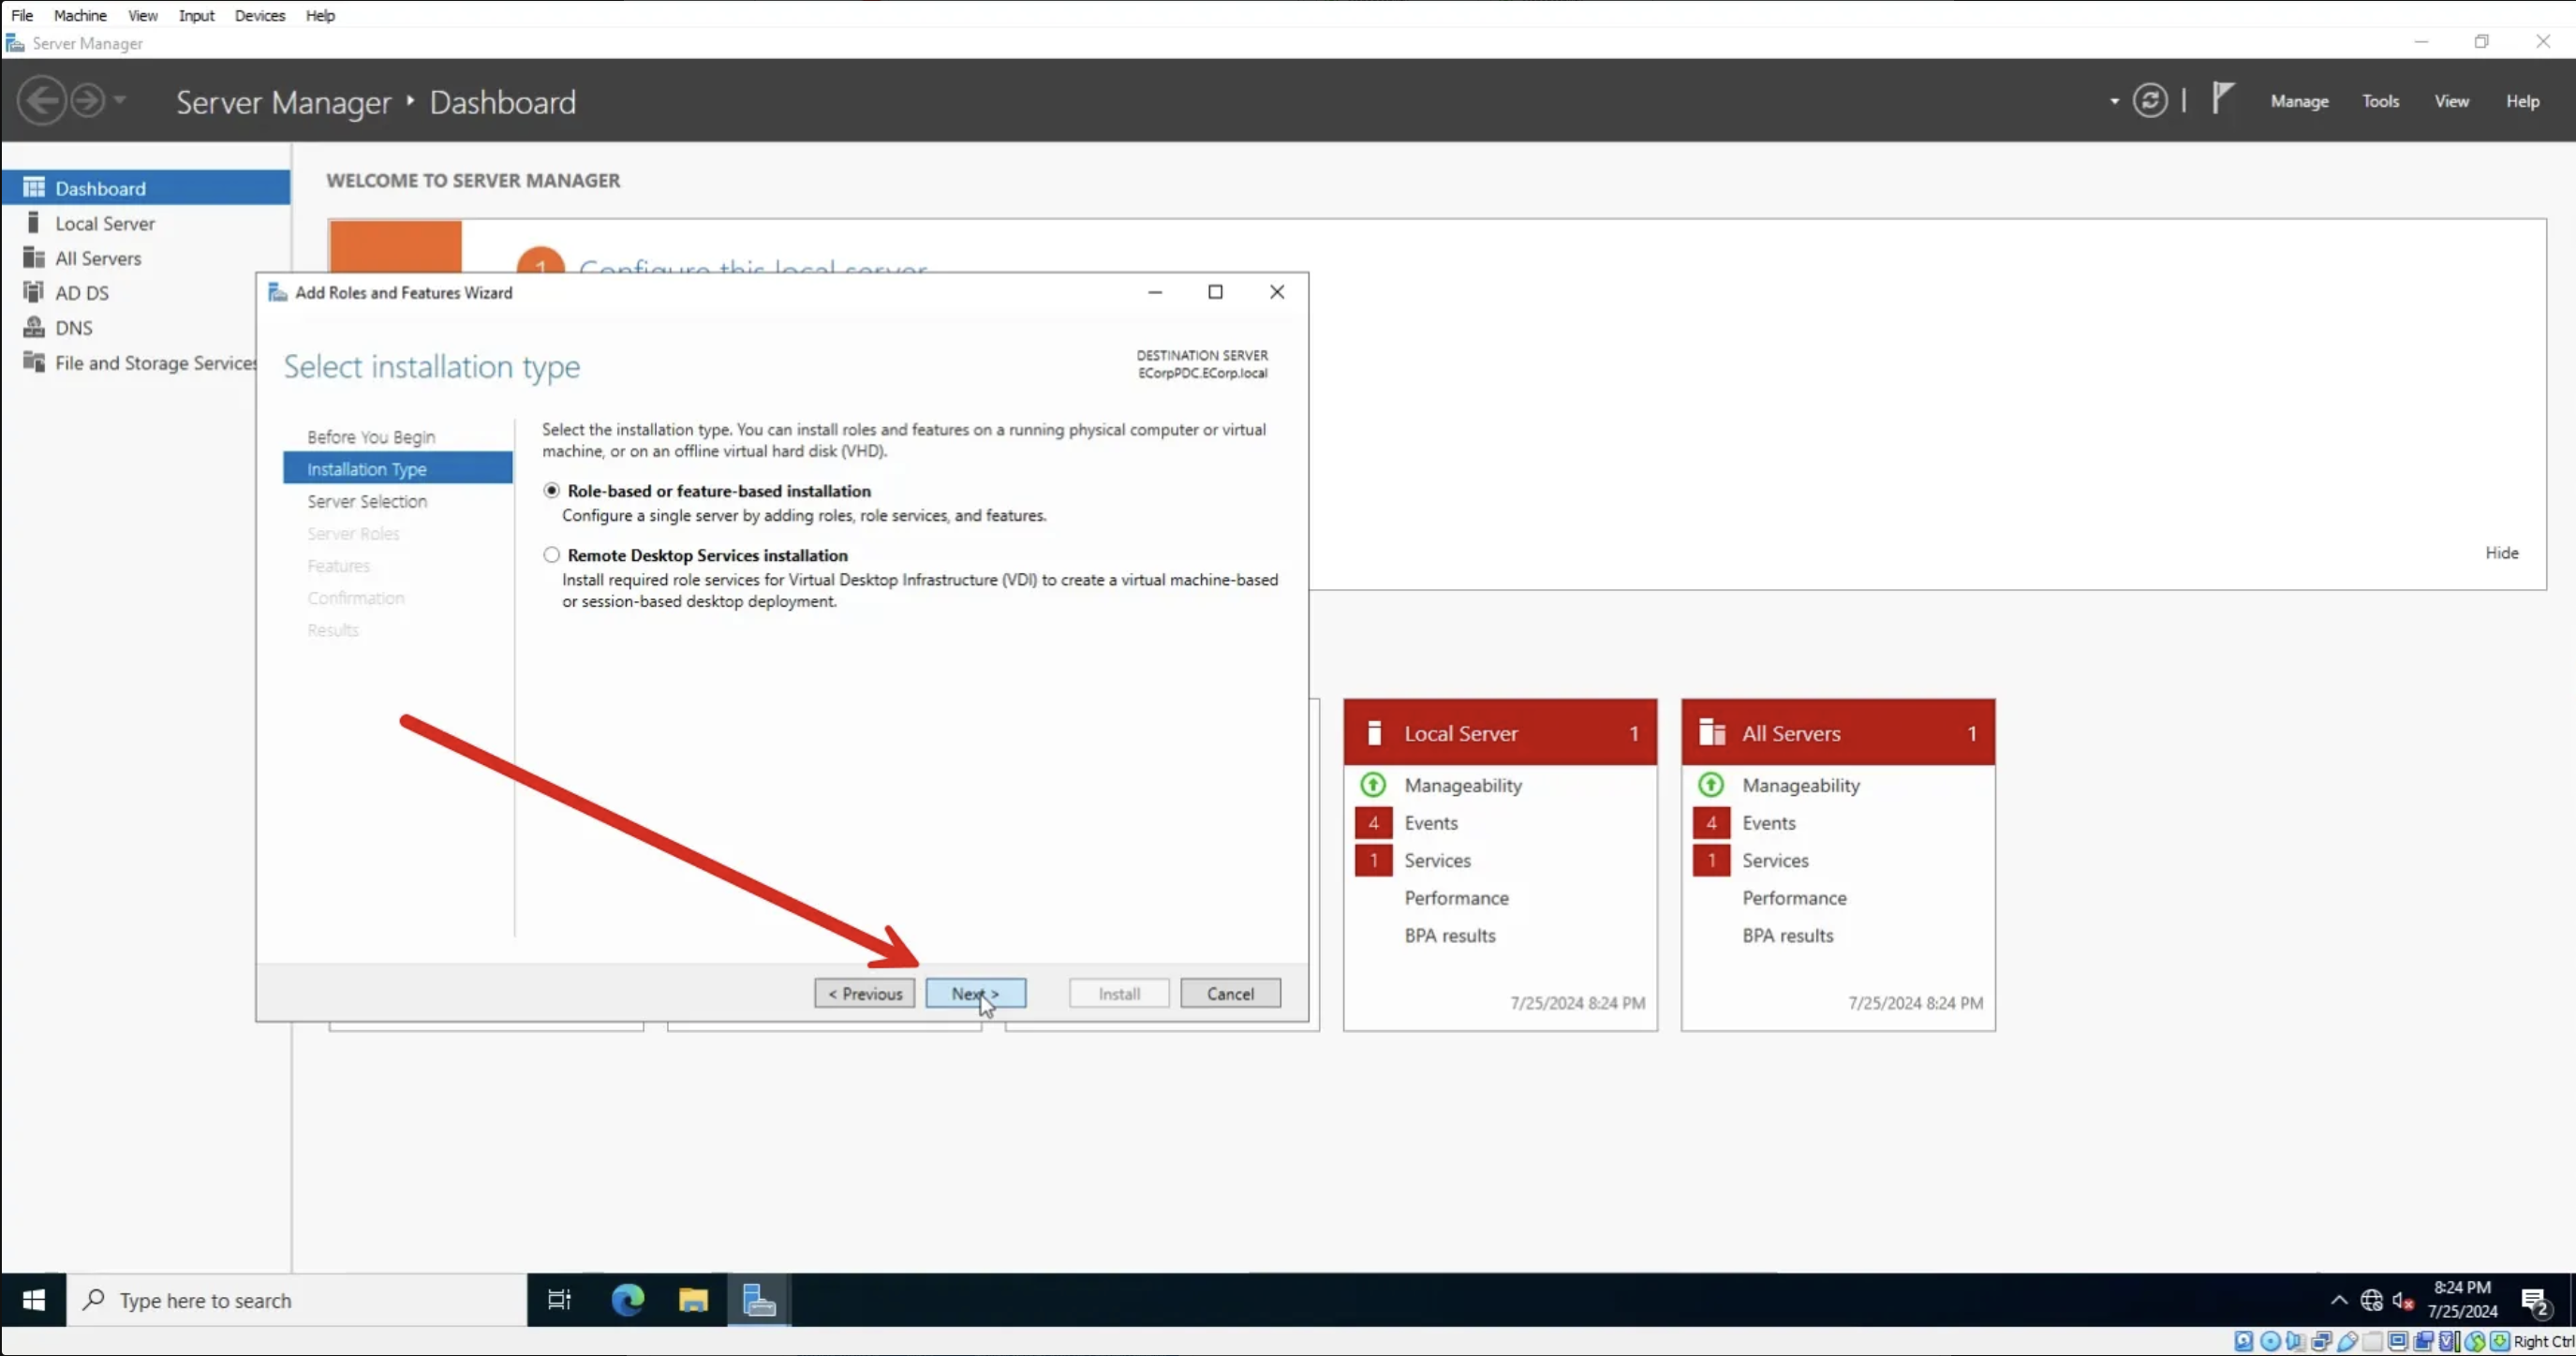 File Machine View Input Devices Help
Server Manager
Server Manager Dashboard
Manage Tools View Help
Dashboard
Local Server
All Servers
AD DS
DNS
File and Storage Services
WELCOME TO SERVER MANAGER
1 Configure this local server
Hide
Add Roles and Features Wizard
Select installation type
DESTINATION SERVER
ECorpPDC.ECorp.local
Before You Begin
Installation Type
Server Selection
Server Roles
Features
Confirmation
Results
Select the installation type. You can install roles and features on a running physical computer or virtual
machine, or on an offline virtual hard disk (VHD).
Role-based or feature-based installation
Configure a single server by adding roles, role services, and features.
Remote Desktop Services installation
Install required role services for Virtual Desktop Infrastructure (VDI) to create a virtual machine-based
or session-based desktop deployment.
< Previous
Next >
Install
Cancel
Local Server 1
Manageability
4 Events
1 Services
Performance
BPA results
7/25/2024 8:24 PM
All Servers 1
Manageability
4 Events
1 Services
Performance
BPA results
7/25/2024 8:24 PM
Type here to search
8:24 PM
7/25/2024
2
Right Ctrl